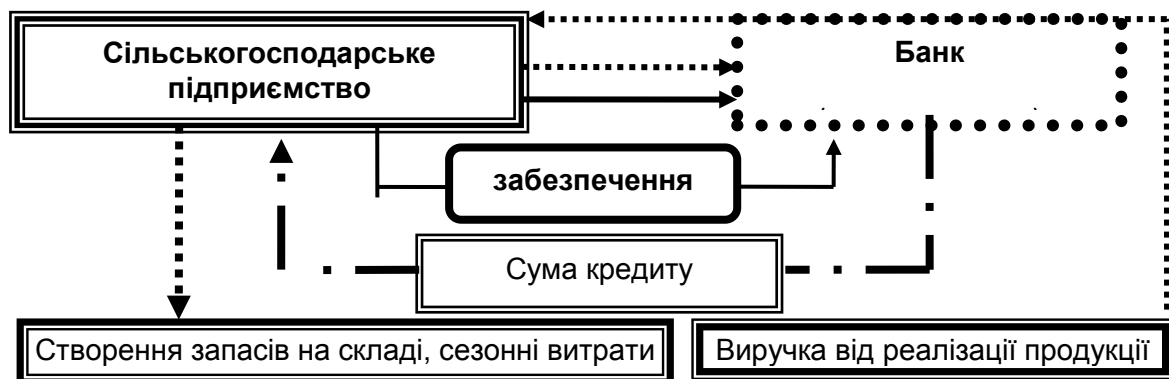 Сільськогосподарське
підприємство
Банк
забезпечення
Сума кредиту
Створення запасів на складі, сезонні витрати
Виручка від реалізації продукції